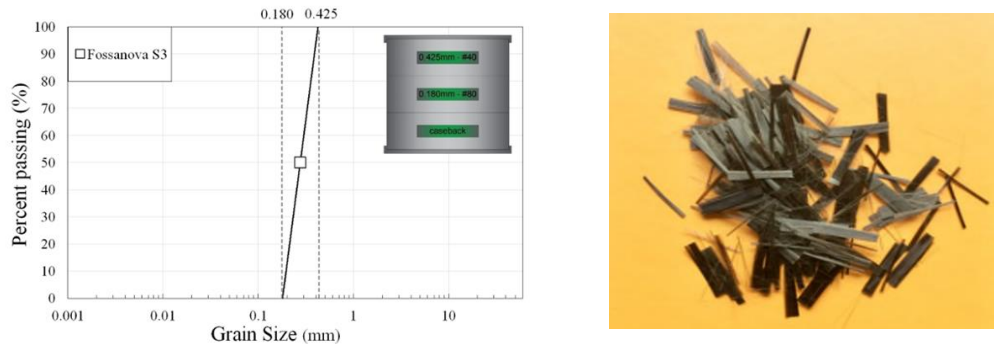 0.180 0.425
100
90
80
70
60
50
40
30
20
10
0
Percent passing (%)
Fossanova S3
0.425mm - #40
0.180mm - #80
caseback
0.001 0.01 0.1 1 10
Grain Size (mm)